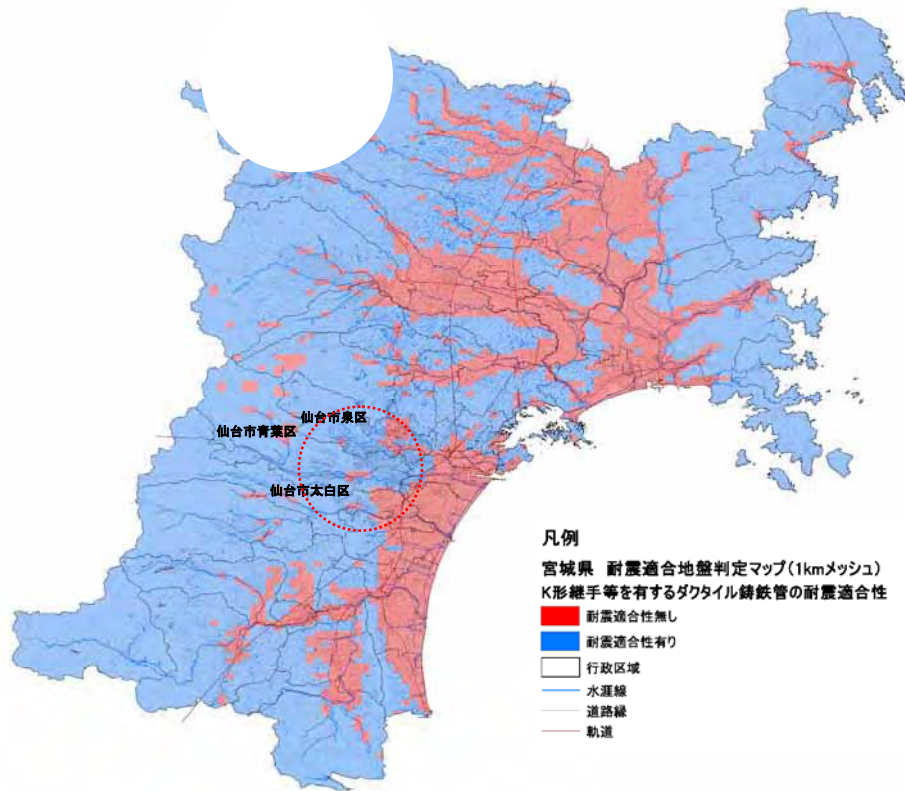 仙台市泉区
仙台市青葉区
仙台市太白区
凡例
宮城県 耐震適合地盤判定マップ(1kmメッシュ)
K形継手等を有するダクタイル鋳鉄管の耐震適合性
耐震適合性無し
耐震適合性有り
行政区域
水涯線
道路縁
軌道